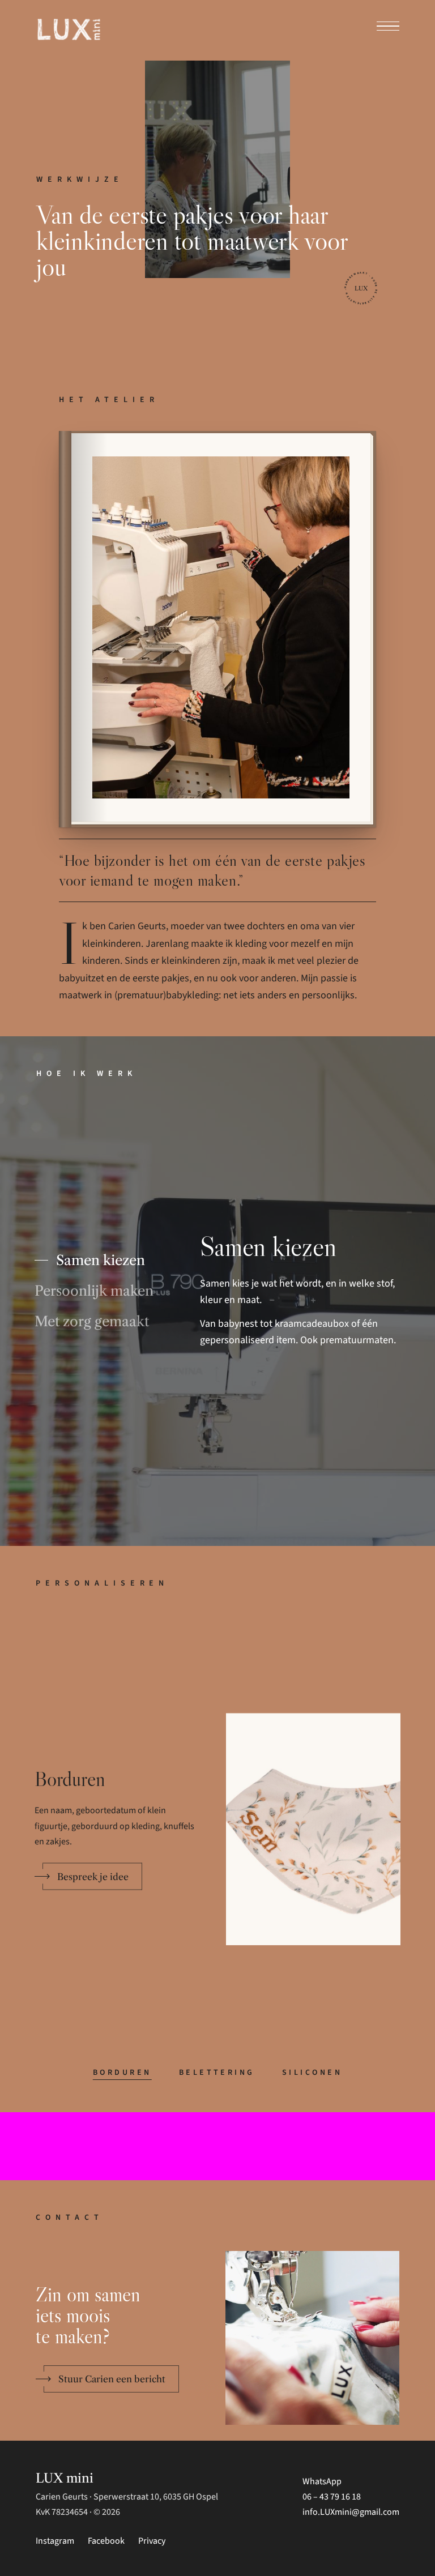 LUX mini
WERKWIJZE
Van de eerste pakjes voor haar
kleinkinderen tot maatwerk voor
jou
LUX
HET ATELIER
“Hoe bijzonder is het om één van de eerste pakjes
voor iemand te mogen maken.”
Ik ben Carien Geurts, moeder van twee dochters en oma van vier
kleinkinderen. Jarenlang maakte ik kleding voor mezelf en mijn
kinderen. Sinds er kleinkinderen zijn, maak ik met veel plezier de
babyuitzet en de eerste pakjes, en nu ook voor anderen. Mijn passie is
maatwerk in (prematuur)babykleding: net iets anders en persoonlijks.
HOE IK WERK
Samen kiezen
Persoonlijk maken
Met zorg gemaakt
B 790
PLUS
Samen kiezen
Samen kies je wat het wordt, en in welke stof,
kleur en maat.
Van babynest tot kraamcadeaubox of één
gepersonaliseerd item. Ook prematuurmaten.
PERSONALISEREN
Borduren
Een naam, geboortedatum of klein
figuurtje, geborduurd op kleding, knuffels
en zakjes.
Bespreek je idee
Sem
BORDUREN BELETTERING SILICONEN
CONTACT
Zin om samen
iets moois
te maken?
Stuur Carien een bericht
LUX
LUX mini
Carien Geurts · Sperwerstraat 10, 6035 GH Ospel
KvK 78234654 · © 2026
Instagram Facebook Privacy
WhatsApp
06 – 43 79 16 18
info.LUXmini@gmail.com